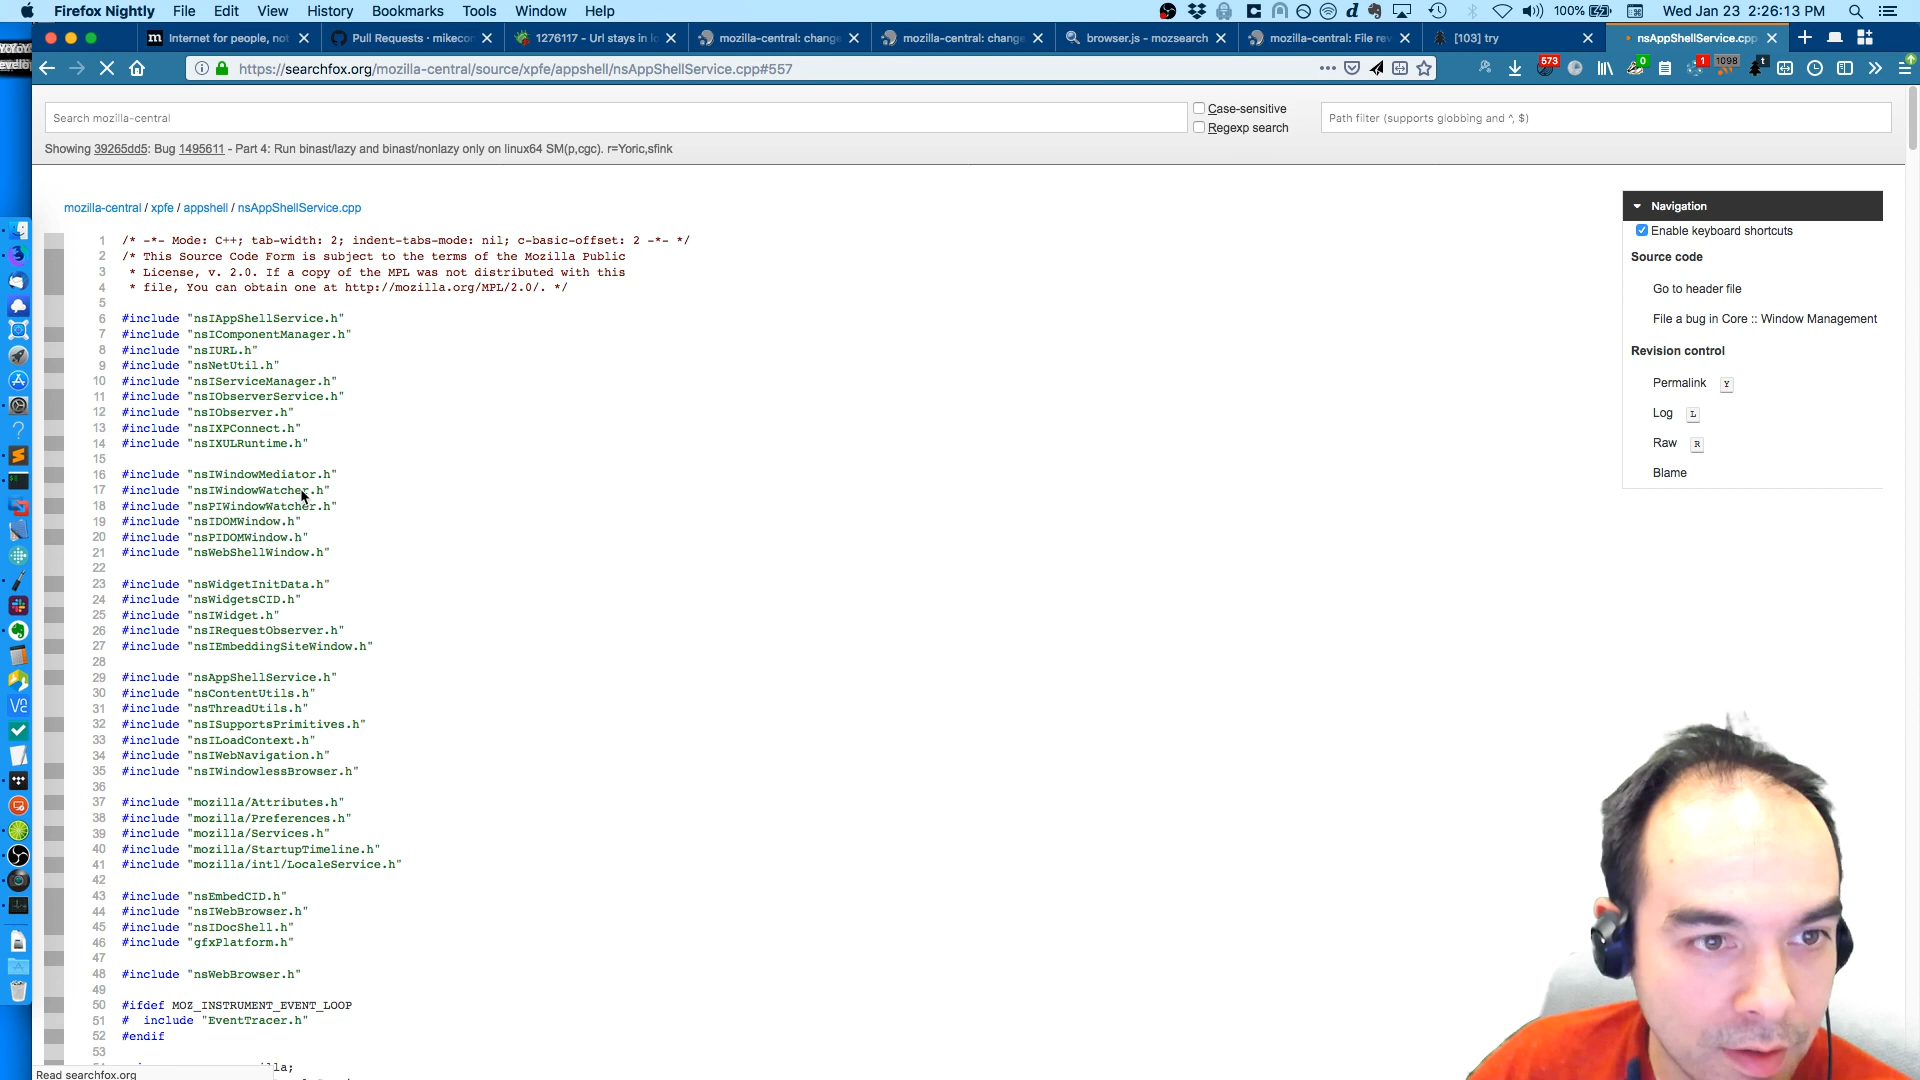 Firefox Nightly File Edit View History Bookmarks Tools Window Help 100% Wed Jan 23 2:26:13 PM
Internet for people, not Pull Requests · mikecon 1276117 - Url stays in lo mozilla-central: change mozilla-central: change browser.js - mozsearch mozilla-central: File rev [103] try nsAppShellService.cpp
https://searchfox.org/mozilla-central/source/xpfe/appshell/nsAppShellService.cpp#557 573 0 1 1098
Search mozilla-central
Case-sensitive
Regexp search
Path filter (supports globbing and ^, $)
Showing 39265dd5: Bug 1495611 - Part 4: Run binast/lazy and binast/nonlazy only on linux64 SM(p,cgc). r=Yoric,sfink
mozilla-central / xpfe / appshell / nsAppShellService.cpp
1 /* -*- Mode: C++; tab-width: 2; indent-tabs-mode: nil; c-basic-offset: 2 -*- */
2 /* This Source Code Form is subject to the terms of the Mozilla Public
3 * License, v. 2.0. If a copy of the MPL was not distributed with this
4 * file, You can obtain one at http://mozilla.org/MPL/2.0/. */
5
6 #include "nsIAppShellService.h"
7 #include "nsIComponentManager.h"
8 #include "nsIURL.h"
9 #include "nsNetUtil.h"
10 #include "nsIServiceManager.h"
11 #include "nsIObserverService.h"
12 #include "nsIObserver.h"
13 #include "nsIXPConnect.h"
14 #include "nsIXULRuntime.h"
15
16 #include "nsIWindowMediator.h"
17 #include "nsIWindowWatcher.h"
18 #include "nsPIWindowWatcher.h"
19 #include "nsIDOMWindow.h"
20 #include "nsPIDOMWindow.h"
21 #include "nsWebShellWindow.h"
22
23 #include "nsWidgetInitData.h"
24 #include "nsWidgetsCID.h"
25 #include "nsIWidget.h"
26 #include "nsIRequestObserver.h"
27 #include "nsIEmbeddingSiteWindow.h"
28
29 #include "nsAppShellService.h"
30 #include "nsContentUtils.h"
31 #include "nsThreadUtils.h"
32 #include "nsISupportsPrimitives.h"
33 #include "nsILoadContext.h"
34 #include "nsIWebNavigation.h"
35 #include "nsIWindowlessBrowser.h"
36
37 #include "mozilla/Attributes.h"
38 #include "mozilla/Preferences.h"
39 #include "mozilla/Services.h"
40 #include "mozilla/StartupTimeline.h"
41 #include "mozilla/intl/LocaleService.h"
42
43 #include "nsEmbedCID.h"
44 #include "nsIWebBrowser.h"
45 #include "nsIDocShell.h"
46 #include "gfxPlatform.h"
47
48 #include "nsWebBrowser.h"
49
50 #ifdef MOZ_INSTRUMENT_EVENT_LOOP
51 # include "EventTracer.h"
52 #endif
53
Read searchfox.org
Navigation
Enable keyboard shortcuts
Source code
Go to header file
File a bug in Core :: Window Management
Revision control
Permalink Y
Log L
Raw R
Blame